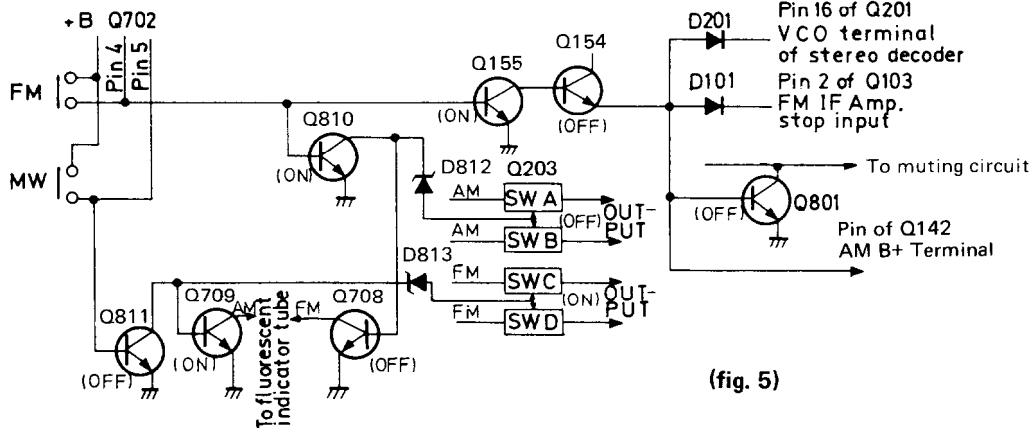 +B Q702
Pin 4
Pin 5
FM
MW
Q155
(ON)
Q154
(OFF)
D201
Pin 16 of Q201
VCO terminal
of stereo decoder
D101
Pin 2 of Q103
FM IF Amp.
stop input
Q810
(ON)
D812
Q203
AM
SW A
(OFF)
OUT-
PUT
AM
SW B
To muting circuit
Q801
(OFF)
Pin of Q142
AM B+ Terminal
D813
FM
SW C
(ON)
OUT-
PUT
FM
SW D
Q811
(OFF)
Q709
(ON)
AM
To fluorescent
indicator tube
FM
Q708
(OFF)
(fig. 5)